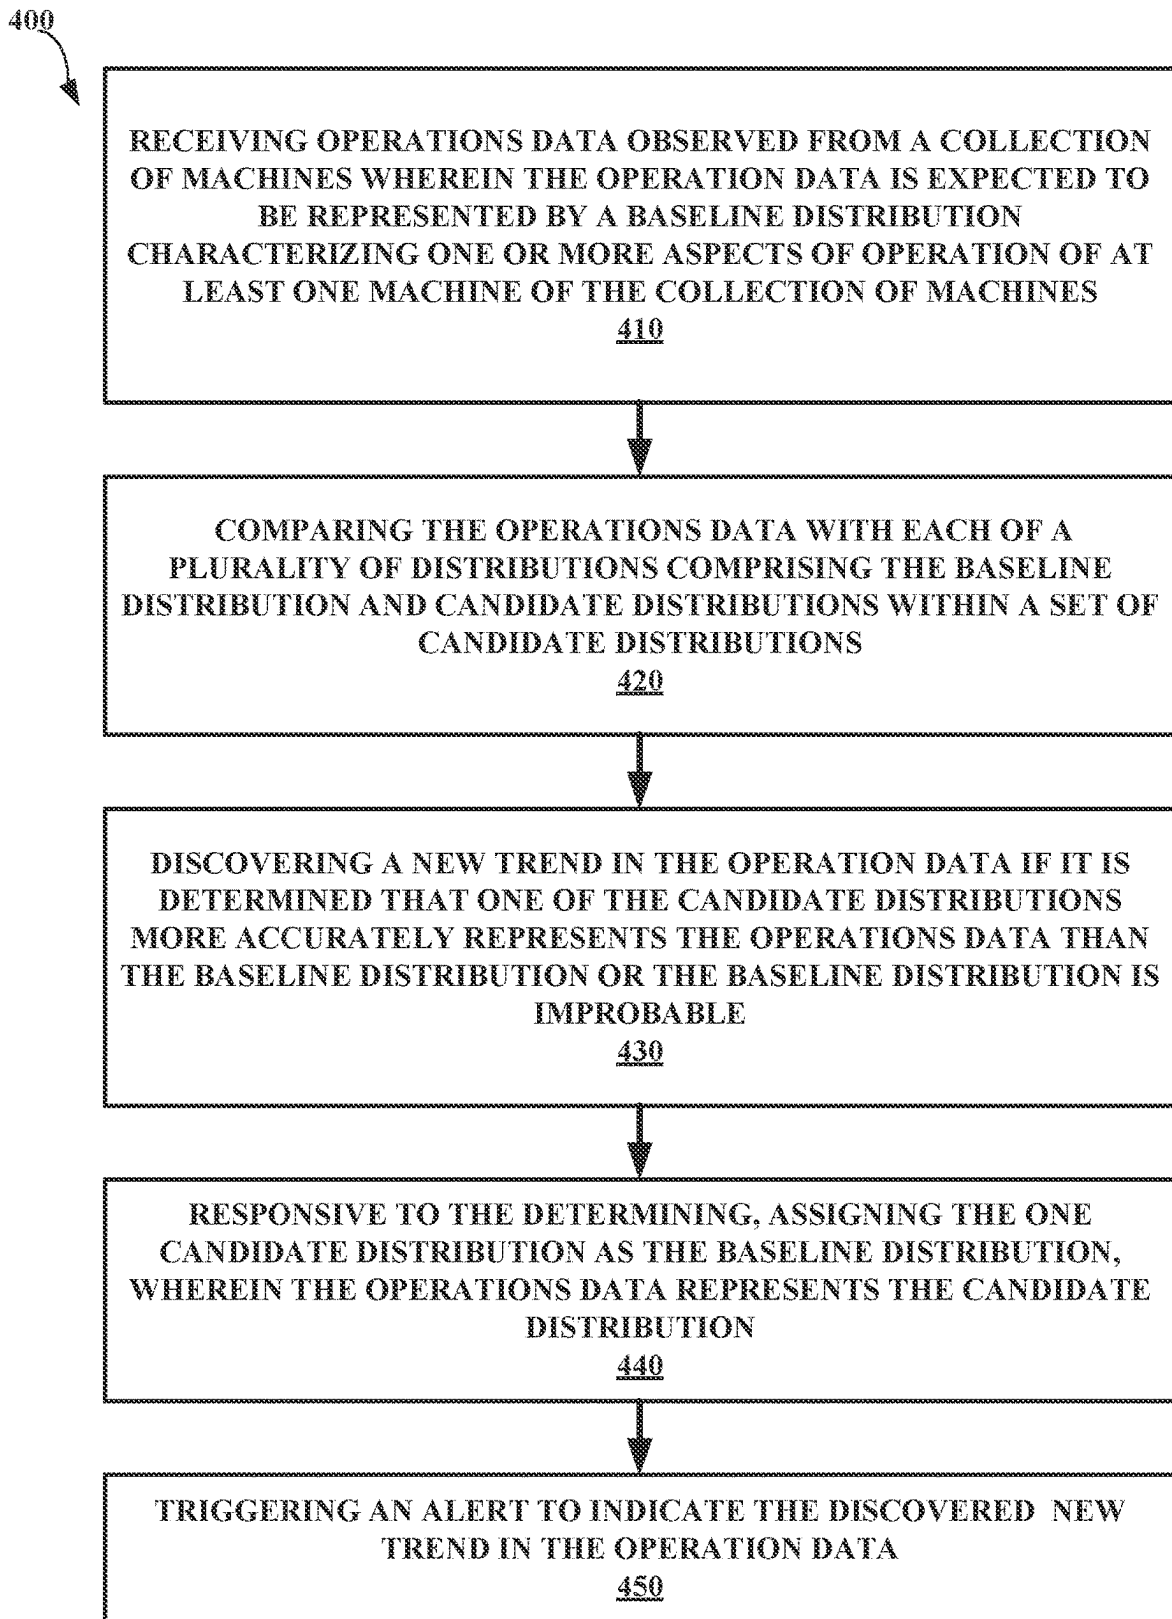 400
RECEIVING OPERATIONS DATA OBSERVED FROM A COLLECTION
OF MACHINES WHEREIN THE OPERATION DATA IS EXPECTED TO
BE REPRESENTED BY A BASELINE DISTRIBUTION
CHARACTERIZING ONE OR MORE ASPECTS OF OPERATION OF AT
LEAST ONE MACHINE OF THE COLLECTION OF MACHINES
410
COMPARING THE OPERATIONS DATA WITH EACH OF A
PLURALITY OF DISTRIBUTIONS COMPRISING THE BASELINE
DISTRIBUTION AND CANDIDATE DISTRIBUTIONS WITHIN A SET OF
CANDIDATE DISTRIBUTIONS
420
DISCOVERING A NEW TREND IN THE OPERATION DATA IF IT IS
DETERMINED THAT ONE OF THE CANDIDATE DISTRIBUTIONS
MORE ACCURATELY REPRESENTS THE OPERATIONS DATA THAN
THE BASELINE DISTRIBUTION OR THE BASELINE DISTRIBUTION IS
IMPROBABLE
430
RESPONSIVE TO THE DETERMINING, ASSIGNING THE ONE
CANDIDATE DISTRIBUTION AS THE BASELINE DISTRIBUTION,
WHEREIN THE OPERATIONS DATA REPRESENTS THE CANDIDATE
DISTRIBUTION
440
TRIGGERING AN ALERT TO INDICATE THE DISCOVERED NEW
TREND IN THE OPERATION DATA
450